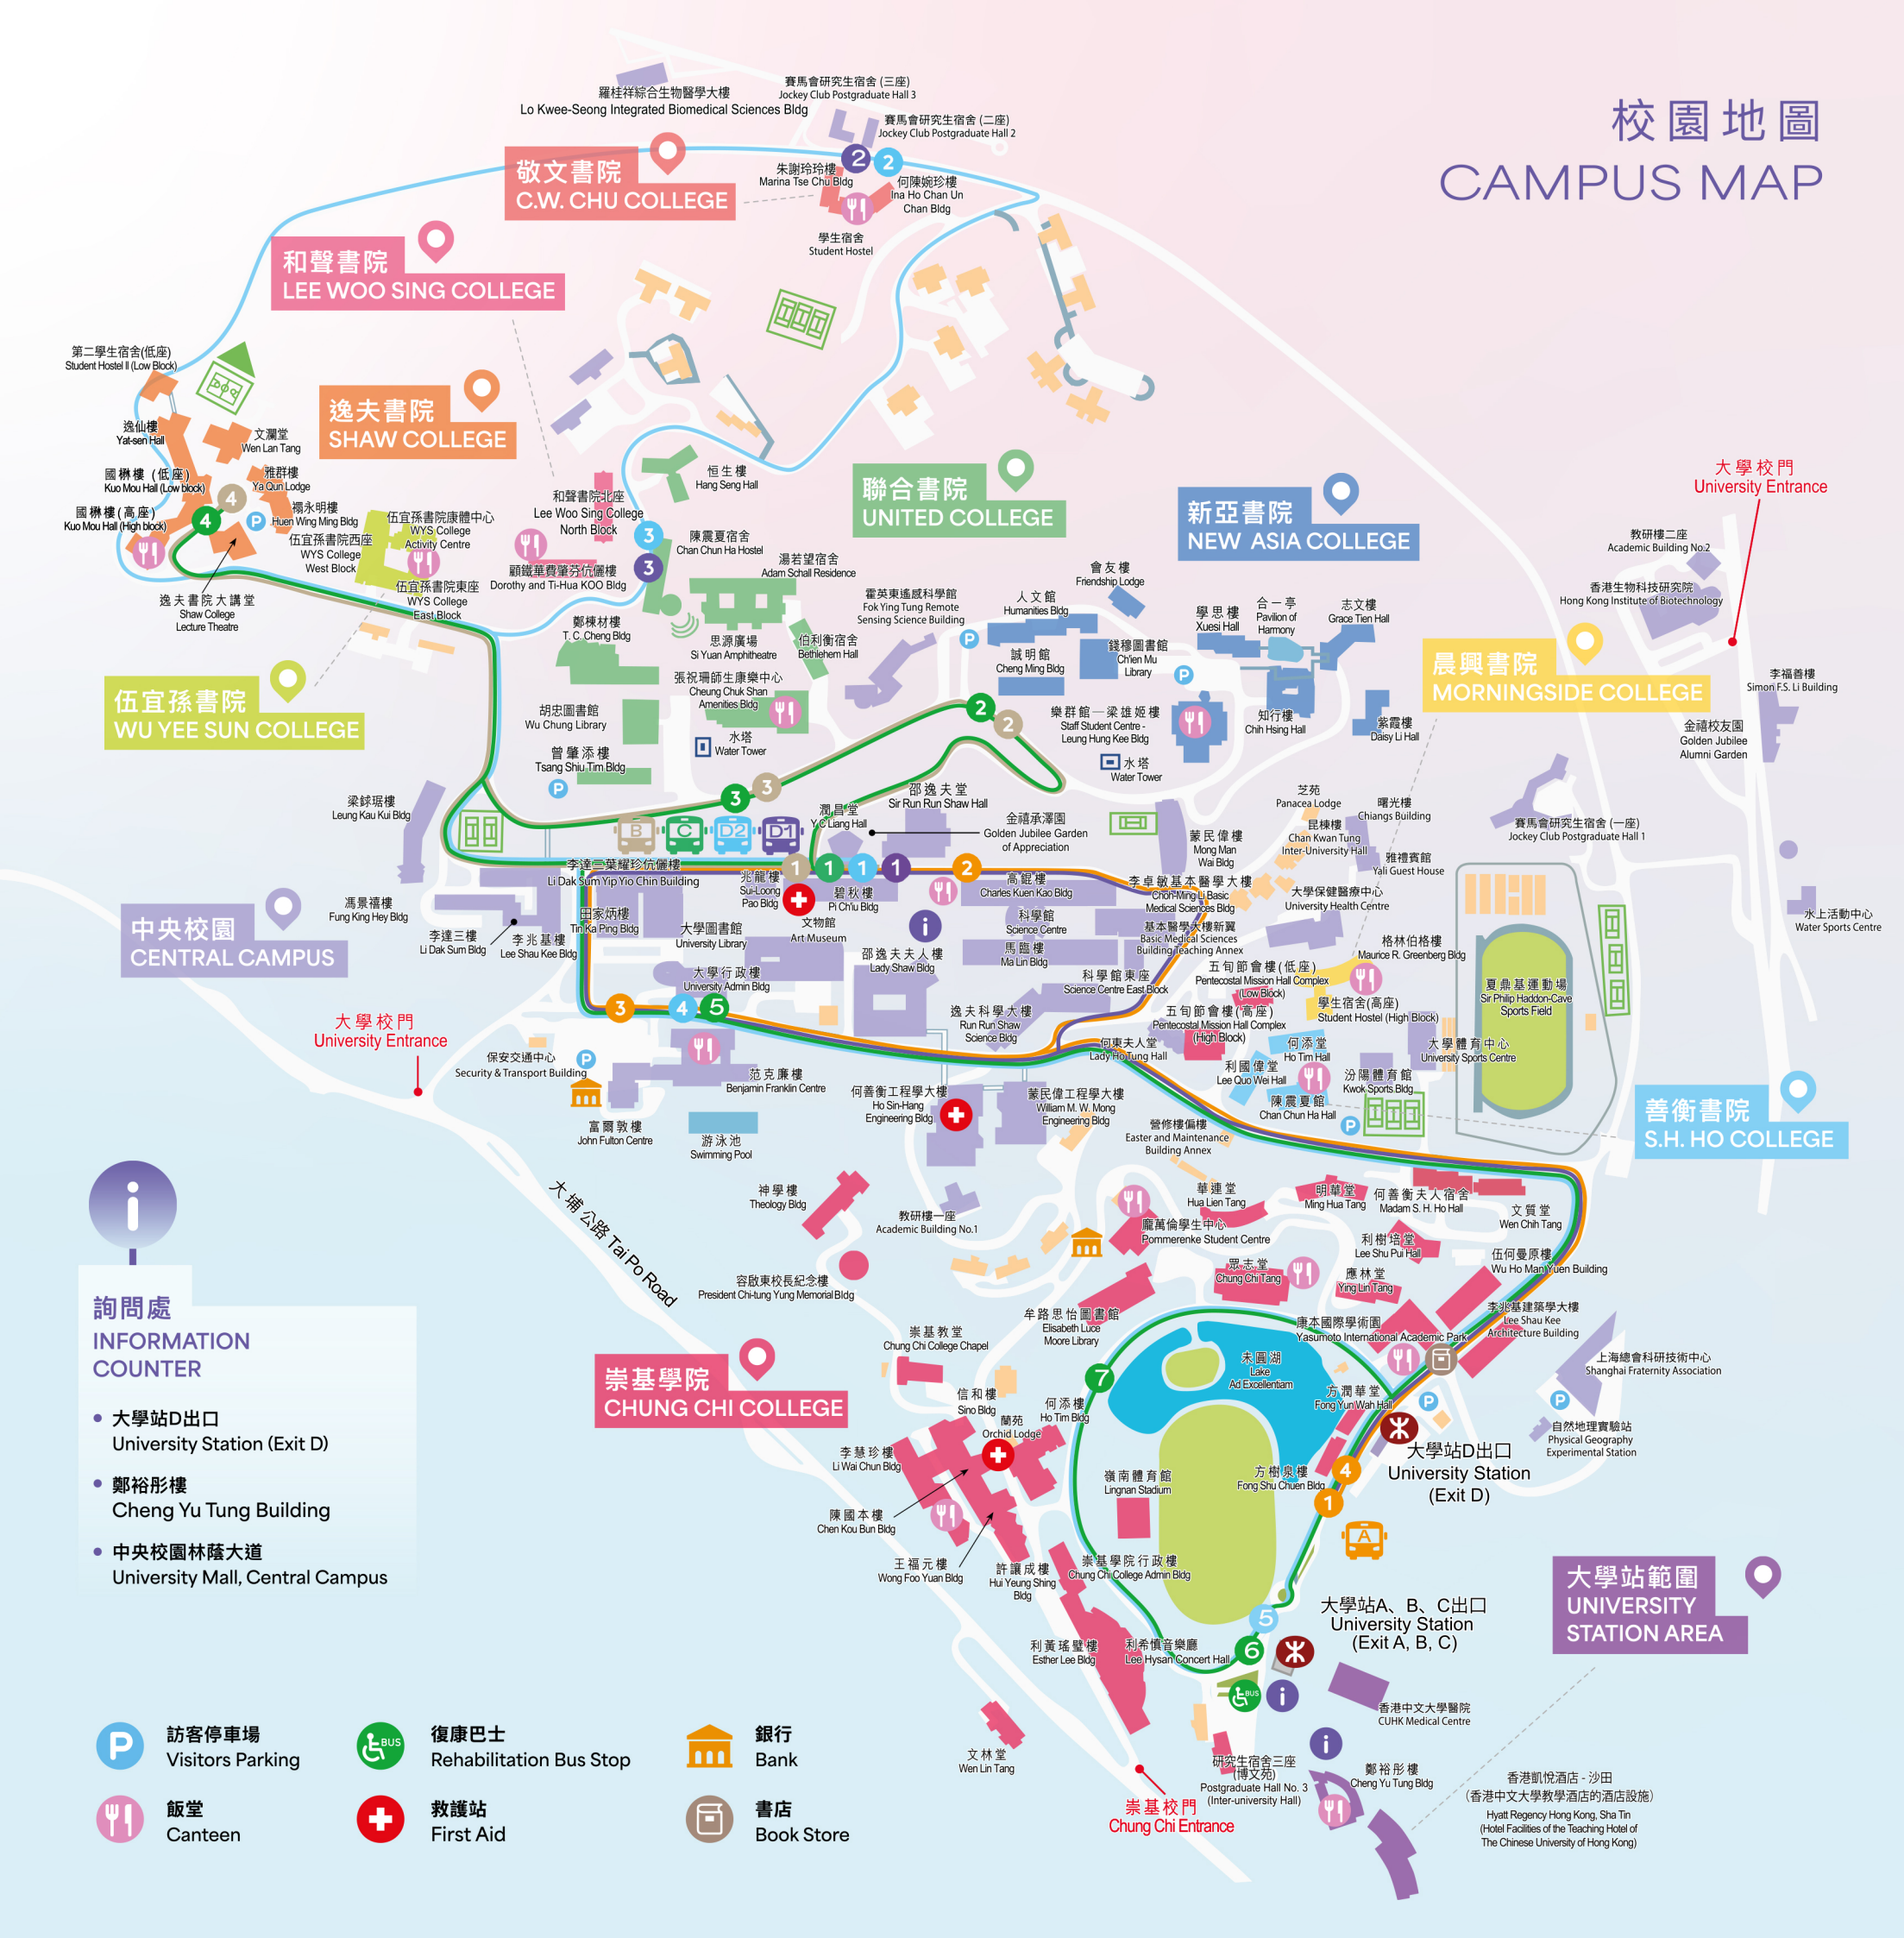 校園地圖
CAMPUS MAP
羅桂祥綜合生物醫學大樓
Lo Kwee-Seong Integrated Biomedical Sciences Bldg
賽馬會研究生宿舍 (三座)
Jockey Club Postgraduate Hall 3
賽馬會研究生宿舍 (二座)
Jockey Club Postgraduate Hall 2
敬文書院
C.W. CHU COLLEGE
朱謝玲玲樓
Marina Tse Chu Bldg
2
2
何陳婉珍樓
Ina Ho Chan Un
Chan Bldg
學生宿舍
Student Hostel
和聲書院
LEE WOO SING COLLEGE
第二學生宿舍(低座)
Student Hostel II (Low Block)
逸夫書院
SHAW COLLEGE
逸仙樓
Yat-sen Hall
文瀾堂
Wen Lan Tang
國楙樓 (低座)
Kuo Mou Hall (Low block)
雅群樓
Ya Qun Lodge
4
國楙樓(高座)
Kuo Mou Hall (High block)
4
P
禤永明樓
Huen Wing Ming Bldg
逸夫書院大講堂
Shaw College
Lecture Theatre
伍宜孫書院康體中心
WYS College
Activity Centre
伍宜孫書院西座
WYS College
West Block
伍宜孫書院東座
WYS College
East Block
伍宜孫書院
WU YEE SUN COLLEGE
和聲書院北座
Lee Woo Sing College
North Block
顧鐵華費肇芬伉儷樓
Dorothy and Ti-Hua KOO Bldg
3
3
恒生樓
Hang Seng Hall
陳震夏宿舍
Chan Chun Ha Hostel
湯若望宿舍
Adam Schall Residence
聯合書院
UNITED COLLEGE
鄭棟材樓
T. C. Cheng Bldg
思源廣場
Si Yuan Amphitheatre
伯利衡宿舍
Bethlehem Hall
張祝珊師生康樂中心
Cheung Chuk Shan
Amenities Bldg
胡忠圖書館
Wu Chung Library
水塔
Water Tower
曾肇添樓
Tsang Shiu Tim Bldg
P
霍英東遙感科學館
Fok Ying Tung Remote
Sensing Science Building
P
新亞書院
NEW ASIA COLLEGE
會友樓
Friendship Lodge
人文館
Humanities Bldg
誠明館
Cheng Ming Bldg
錢穆圖書館
Ch'ien Mu
Library
學思樓
Xuesi Hall
合一亭
Pavilion of
Harmony
志文樓
Grace Tien Hall
P
樂群館—梁雄姬樓
Staff Student Centre -
Leung Hung Kee Bldg
知行樓
Chih Hsing Hall
紫霞樓
Daisy Li Hall
水塔
Water Tower
2
2
3
3
大學校門
University Entrance
教研樓二座
Academic Building No.2
香港生物科技研究院
Hong Kong Institute of Biotechnology
李福善樓
Simon F.S. Li Building
金禧校友園
Golden Jubilee
Alumni Garden
晨興書院
MORNINGSIDE COLLEGE
賽馬會研究生宿舍 (一座)
Jockey Club Postgraduate Hall 1
水上活動中心
Water Sports Centre
梁銶琚樓
Leung Kau Kui Bldg
B
C
D2
D1
潤昌堂
Y C Liang Hall
邵逸夫堂
Sir Run Run Shaw Hall
金禧承澤園
Golden Jubilee Garden
of Appreciation
蒙民偉樓
Mong Man
Wai Bldg
芝苑
Panacea Lodge
曙光樓
Chiangs Building
昆棟樓
Chan Kwan Tung
Inter-University Hall
雅禮賓館
Yali Guest House
李達三葉耀珍伉儷樓
Li Dak Sum Yip Yio Chin Building
兆龍樓
Sui-Loong
Pao Bldg
1
1
1
1
2
碧秋樓
Pi Ch'iu Bldg
高錕樓
Charles Kuen Kao Bldg
李卓敏基本醫學大樓
Choh-Ming Li Basic
Medical Sciences Bldg
大學保健醫療中心
University Health Centre
中央校園
CENTRAL CAMPUS
馮景禧樓
Fung King Hey Bldg
李達三樓
Li Dak Sum Bldg
李兆基樓
Lee Shau Kee Bldg
田家炳樓
Tin Ka Ping Bldg
大學圖書館
University Library
文物館
Art Museum
科學館
Science Centre
馬臨樓
Ma Lin Bldg
基本醫學大樓新翼
Basic Medical Sciences
Building Teaching Annex
大學行政樓
University Admin Bldg
邵逸夫夫人樓
Lady Shaw Bldg
科學館東座
Science Centre East Block
五旬節會樓(低座)
Pentecostal Mission Hall Complex
(Low Block)
格林伯格樓
Maurice R. Greenberg Bldg
夏鼎基運動場
Sir Philip Haddon-Cave
Sports Field
3
4
5
逸夫科學大樓
Run Run Shaw
Science Bldg
五旬節會樓(高座)
Pentecostal Mission Hall Complex
(High Block)
學生宿舍(高座)
Student Hostel (High Block)
大學校門
University Entrance
保安交通中心
Security & Transport Building
P
何東夫人堂
Lady Ho Tung Hall
何添堂
Ho Tim Hall
大學體育中心
University Sports Centre
利國偉堂
Lee Quo Wei Hall
汾陽體育館
Kwok Sports Bldg
范克廉樓
Benjamin Franklin Centre
何善衡工程學大樓
Ho Sin-Hang
Engineering Bldg
蒙民偉工程學大樓
William M. W. Mong
Engineering Bldg
陳震夏館
Chan Chun Ha Hall
P
善衡書院
S.H. HO COLLEGE
富爾敦樓
John Fulton Centre
游泳池
Swimming Pool
營修樓偏樓
Easter and Maintenance
Building Annex
神學樓
Theology Bldg
教研樓一座
Academic Building No.1
華連堂
Hua Lien Tang
明華堂
Ming Hua Tang
何善衡夫人宿舍
Madam S. H. Ho Hall
文質堂
Wen Chih Tang
龐萬倫學生中心
Pommerenke Student Centre
利樹培堂
Lee Shu Pui Hall
伍何曼原樓
Wu Ho Man Yuen Building
大埔公路 Tai Po Road
容啟東校長紀念樓
President Chi-tung Yung Memorial Bldg
眾志堂
Chung Chi Tang
應林堂
Ying Lin Tang
牟路思怡圖書館
Elisabeth Luce
Moore Library
康本國際學術園
Yasumoto International Academic Park
李兆基建築學大樓
Lee Shau Kee
Architecture Building
上海總會科研技術中心
Shanghai Fraternity Association
崇基學院
CHUNG CHI COLLEGE
崇基教堂
Chung Chi College Chapel
7
未圓湖
Lake
Ad Excellentiam
方潤華堂
Fong Yun Wah Hall
P
P
自然地理實驗站
Physical Geography
Experimental Station
信和樓
Sino Bldg
何添樓
Ho Tim Bldg
蘭苑
Orchid Lodge
李慧珍樓
Li Wai Chun Bldg
嶺南體育館
Lingnan Stadium
方樹泉樓
Fong Shu Chuen Bldg
大學站D出口
University Station
(Exit D)
4
1
A
陳國本樓
Chen Kou Bun Bldg
王福元樓
Wong Foo Yuan Bldg
許讓成樓
Hui Yeung Shing
Bldg
崇基學院行政樓
Chung Chi College Admin Bldg
利黃瑤璧樓
Esther Lee Bldg
利希慎音樂廳
Lee Hysan Concert Hall
5
6
大學站A、B、C出口
University Station
(Exit A, B, C)
BUS
大學站範圍
UNIVERSITY
STATION AREA
香港中文大學醫院
CUHK Medical Centre
文林堂
Wen Lin Tang
研究生宿舍三座
(博文苑)
Postgraduate Hall No. 3
(Inter-university Hall)
鄭裕彤樓
Cheng Yu Tung Bldg
崇基校門
Chung Chi Entrance
香港凱悅酒店 - 沙田
(香港中文大學教學酒店的酒店設施)
Hyatt Regency Hong Kong, Sha Tin
(Hotel Facilities of the Teaching Hotel of
The Chinese University of Hong Kong)
詢問處
INFORMATION
COUNTER
大學站D出口
University Station (Exit D)
鄭裕彤樓
Cheng Yu Tung Building
中央校園林蔭大道
University Mall, Central Campus
P
訪客停車場
Visitors Parking
BUS
復康巴士
Rehabilitation Bus Stop
銀行
Bank
飯堂
Canteen
救護站
First Aid
書店
Book Store